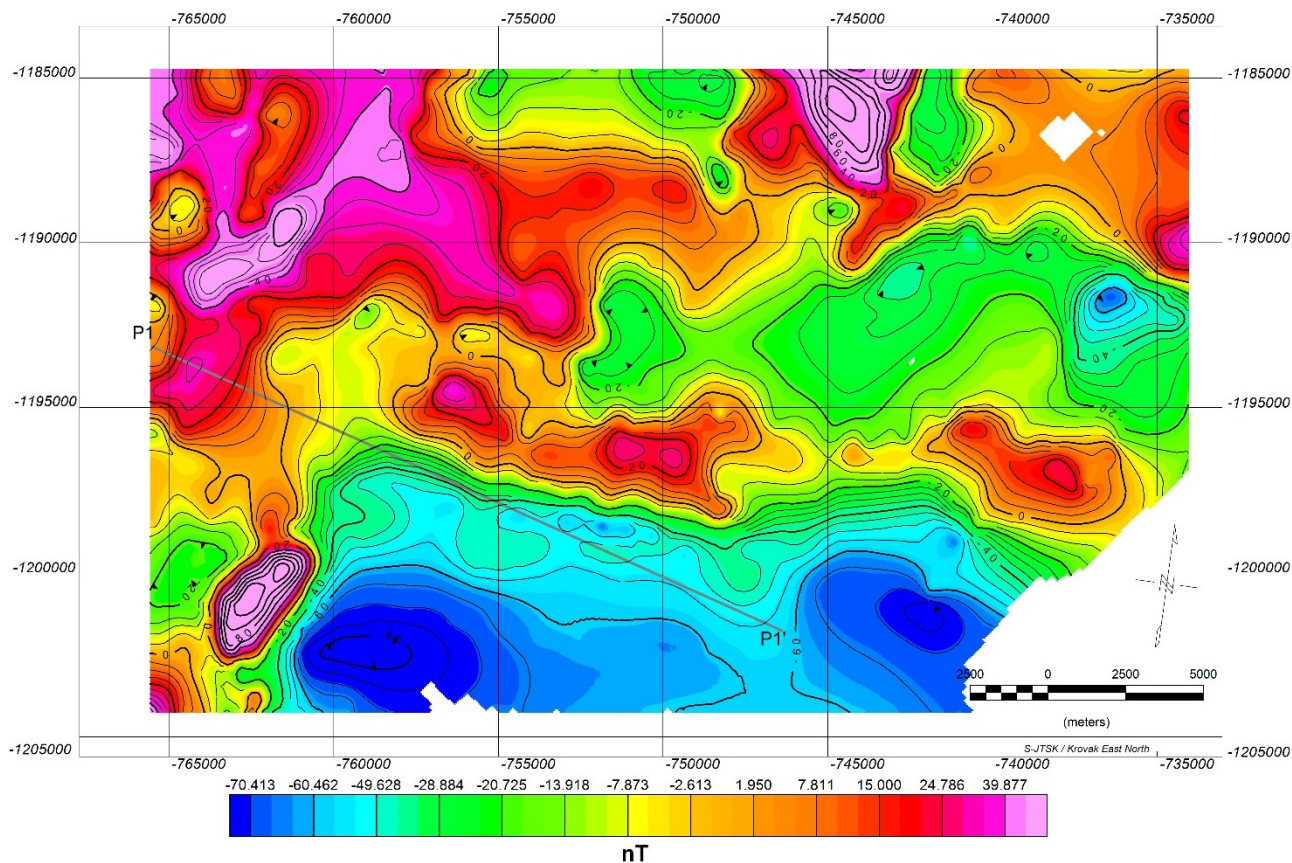 -765000 -760000 -755000 -750000 -745000 -740000 -735000
-1185000 -1185000
-1190000 -1190000
P1
-1195000 -1195000
-1200000 -1200000
P1'
2500 0 2500 5000
(meters)
S-JTSK / Krovak East North
-1205000 -1205000
-765000 -760000 -755000 -750000 -745000 -740000 -735000
-70.413 -60.462 -49.628 -28.884 -20.725 -13.918 -7.873 -2.613 1.950 7.811 15.000 24.786 39.877
nT